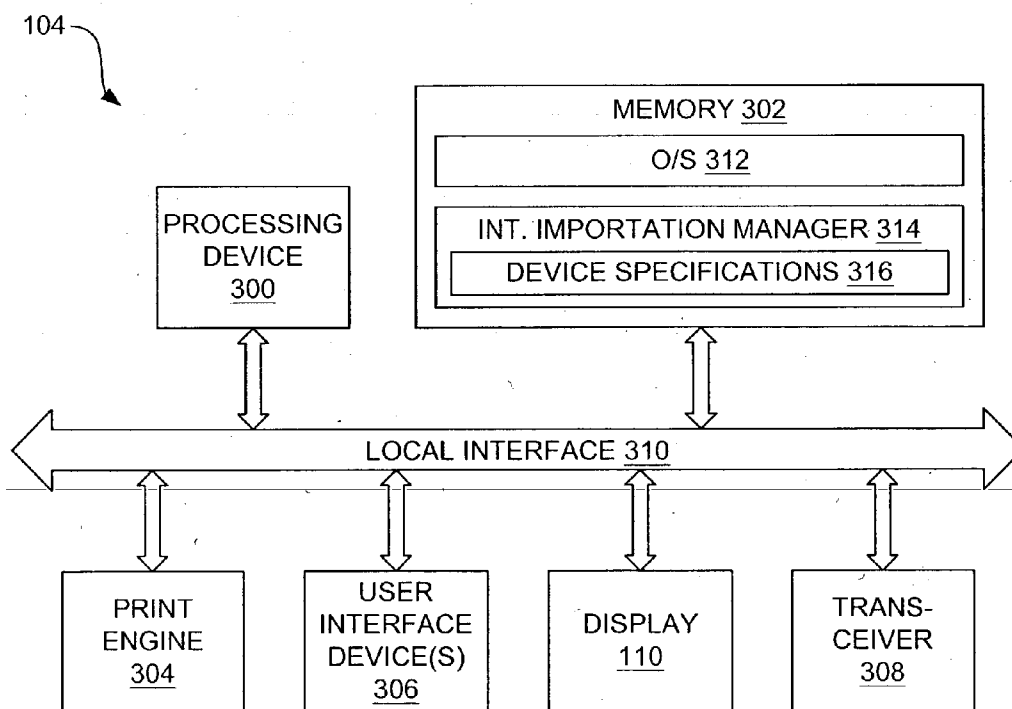 104
MEMORY 302
O/S 312
INT. IMPORTATION MANAGER 314
DEVICE SPECIFICATIONS 316
PROCESSING
DEVICE
300
LOCAL INTERFACE 310
PRINT
ENGINE
304
USER
INTERFACE
DEVICE(S)
306
DISPLAY
110
TRANS-
CEIVER
308